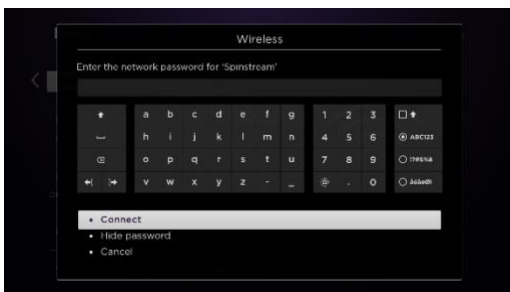 Wireless
Enter the network password for 'Spinstream'
a b c d e f g 1 2 3
h i j k l m n 4 5 6 ABC123
o p q r s t u 7 8 9 !?#$%&
v w x y z - _ @ . 0 àöâøØŒ
Connect
Hide password
Cancel